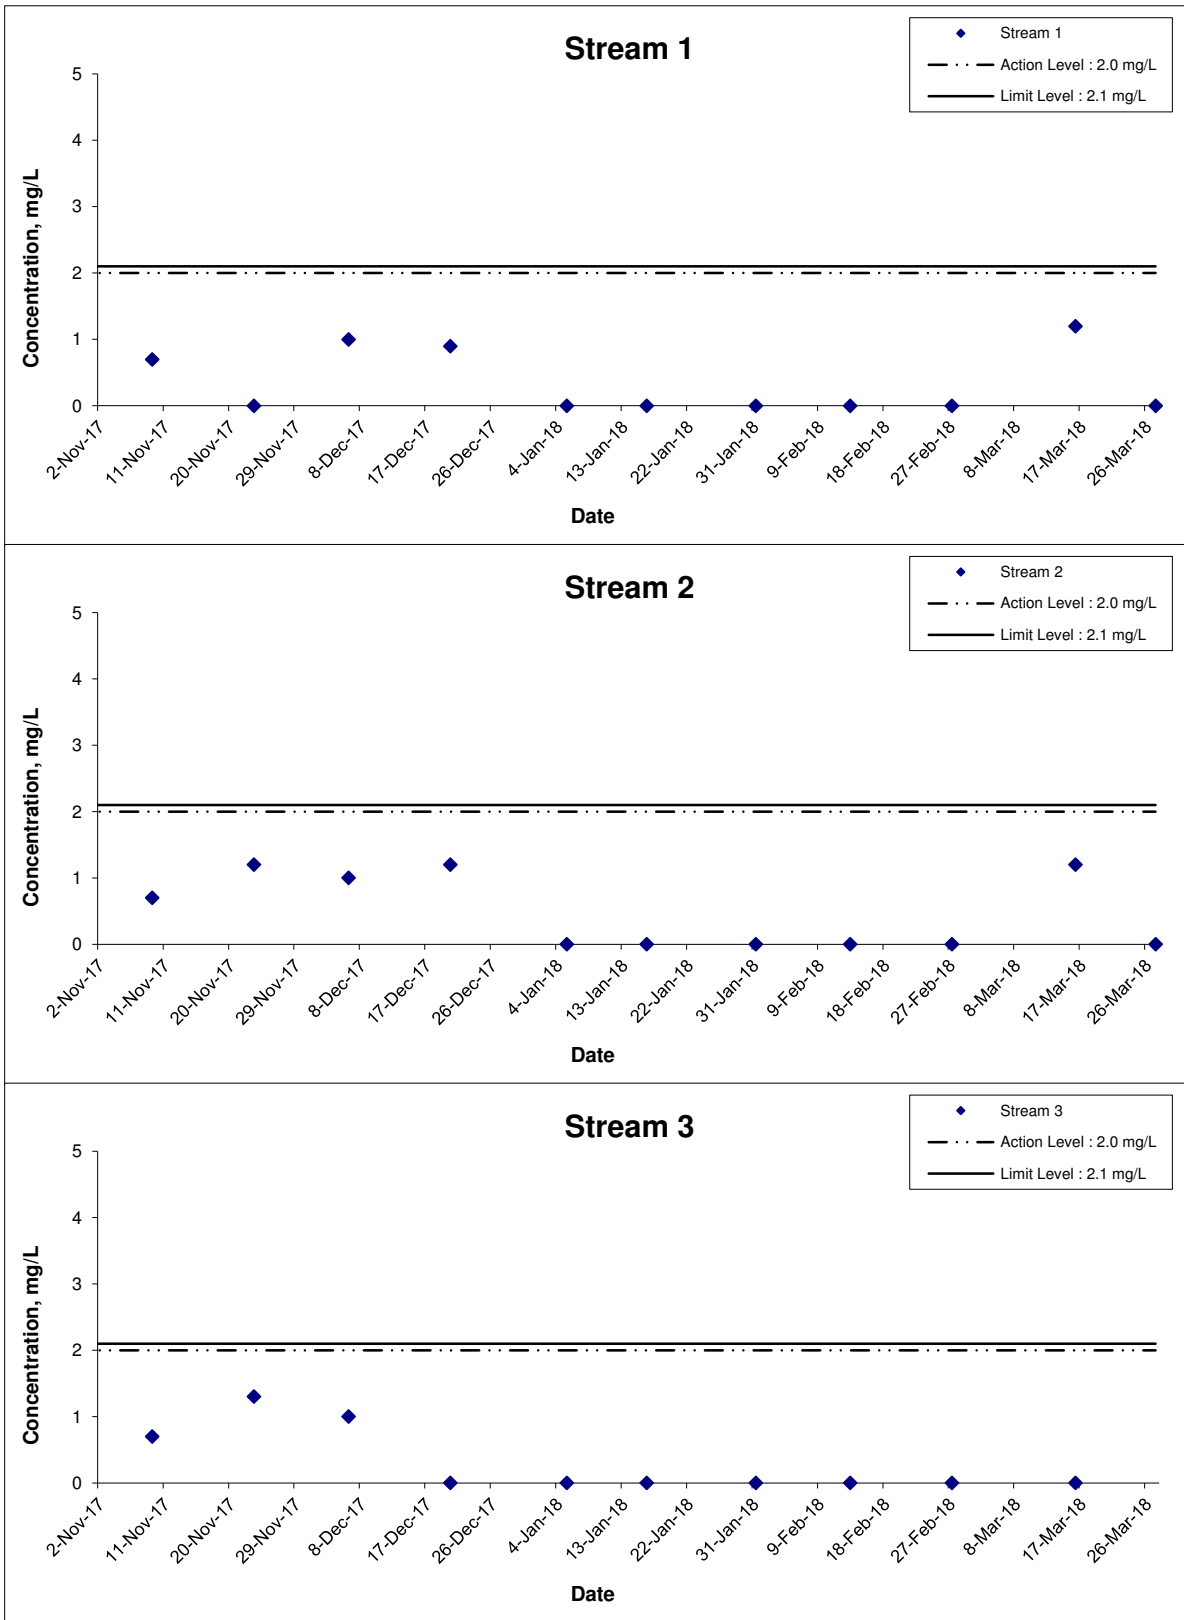 Stream 1
Stream 1
Action Level : 2.0 mg/L
Limit Level : 2.1 mg/L
Concentration, mg/L
5
4
3
2
1
0
2-Nov-17
11-Nov-17
20-Nov-17
29-Nov-17
8-Dec-17
17-Dec-17
26-Dec-17
4-Jan-18
13-Jan-18
22-Jan-18
31-Jan-18
9-Feb-18
18-Feb-18
27-Feb-18
8-Mar-18
17-Mar-18
26-Mar-18
Date
Stream 2
Stream 2
Action Level : 2.0 mg/L
Limit Level : 2.1 mg/L
Concentration, mg/L
5
4
3
2
1
0
2-Nov-17
11-Nov-17
20-Nov-17
29-Nov-17
8-Dec-17
17-Dec-17
26-Dec-17
4-Jan-18
13-Jan-18
22-Jan-18
31-Jan-18
9-Feb-18
18-Feb-18
27-Feb-18
8-Mar-18
17-Mar-18
26-Mar-18
Date
Stream 3
Stream 3
Action Level : 2.0 mg/L
Limit Level : 2.1 mg/L
Concentration, mg/L
5
4
3
2
1
0
2-Nov-17
11-Nov-17
20-Nov-17
29-Nov-17
8-Dec-17
17-Dec-17
26-Dec-17
4-Jan-18
13-Jan-18
22-Jan-18
31-Jan-18
9-Feb-18
18-Feb-18
27-Feb-18
8-Mar-18
17-Mar-18
26-Mar-18
Date